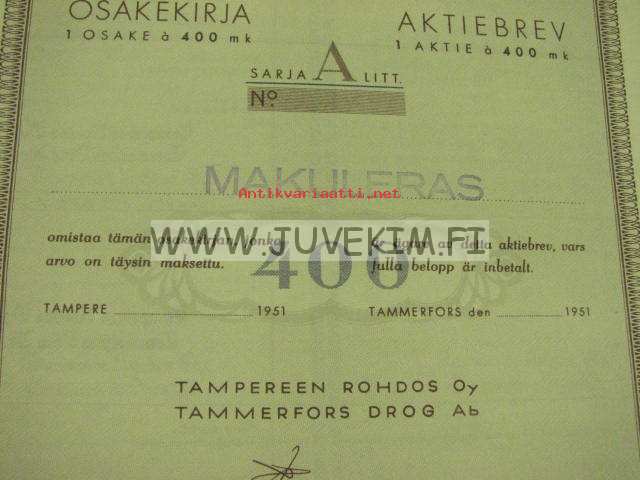 OSAKEKIRJA
1 OSAKE à 400 mk
AKTIEBREV
1 AKTIE à 400 mk
SARJA A LITT.
No.
MAKULERAS
Antikvariaatti.net
WWW.JUVEKIM.FI
omistaa tämän osakekirjan, jonka
arvo on täysin maksettu.
400
är ägare av detta aktiebrev, vars
fulla belopp är inbetalt.
TAMPERE 1951
TAMMERFORS den 1951
TAMPEREEN ROHDOS Oy
TAMMERFORS DROG Ab